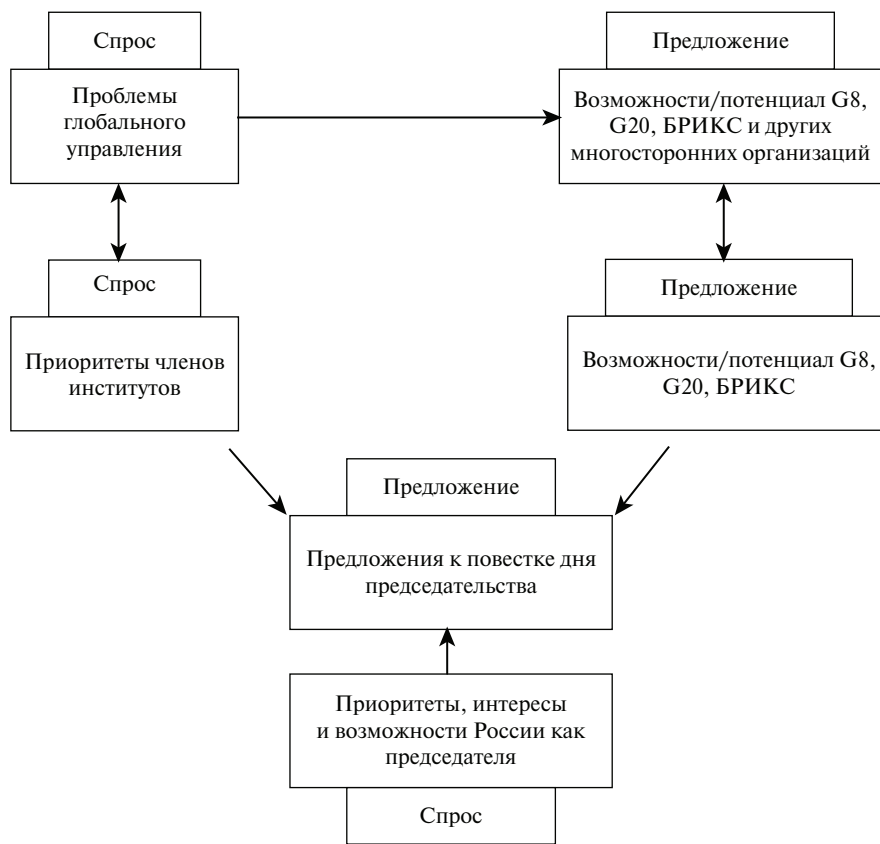 Спрос
Предложение
Проблемы
глобального
управления
Возможности/потенциал G8,
G20, БРИКС и других
многосторонних организаций
Спрос
Предложение
Приоритеты членов
институтов
Возможности/потенциал G8,
G20, БРИКС
Предложение
Предложения к повестке дня
председательства
Приоритеты, интересы
и возможности России как
председателя
Спрос